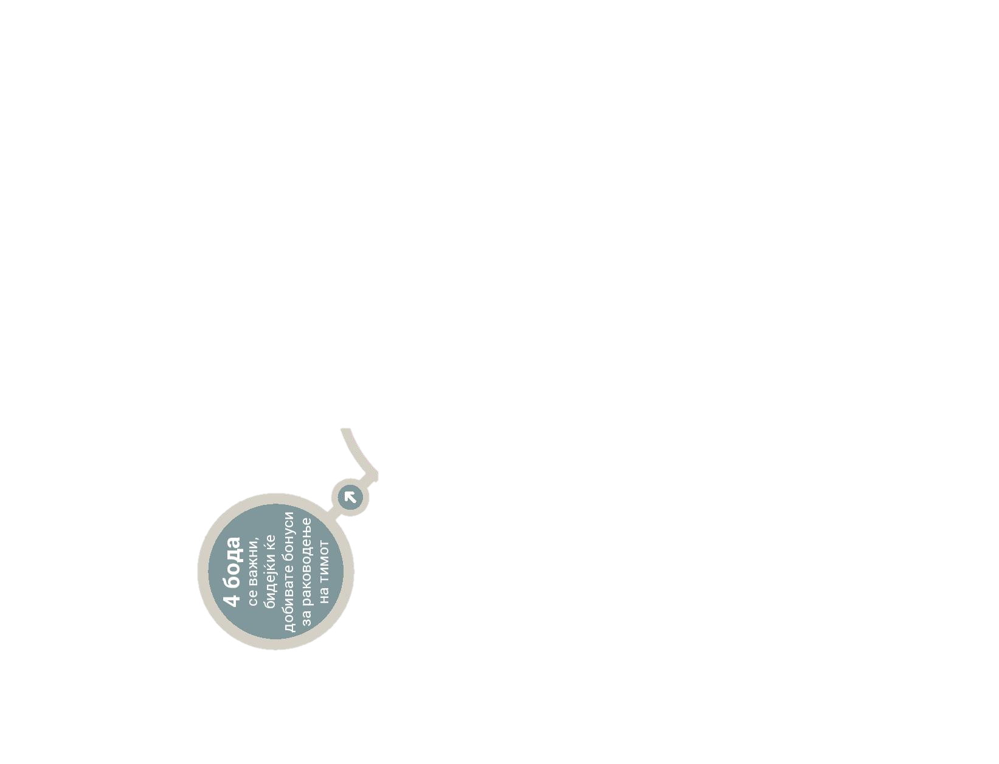 4 бода
се важни,
бидејќи ќе
добивате бонуси
за раководење
на тимот